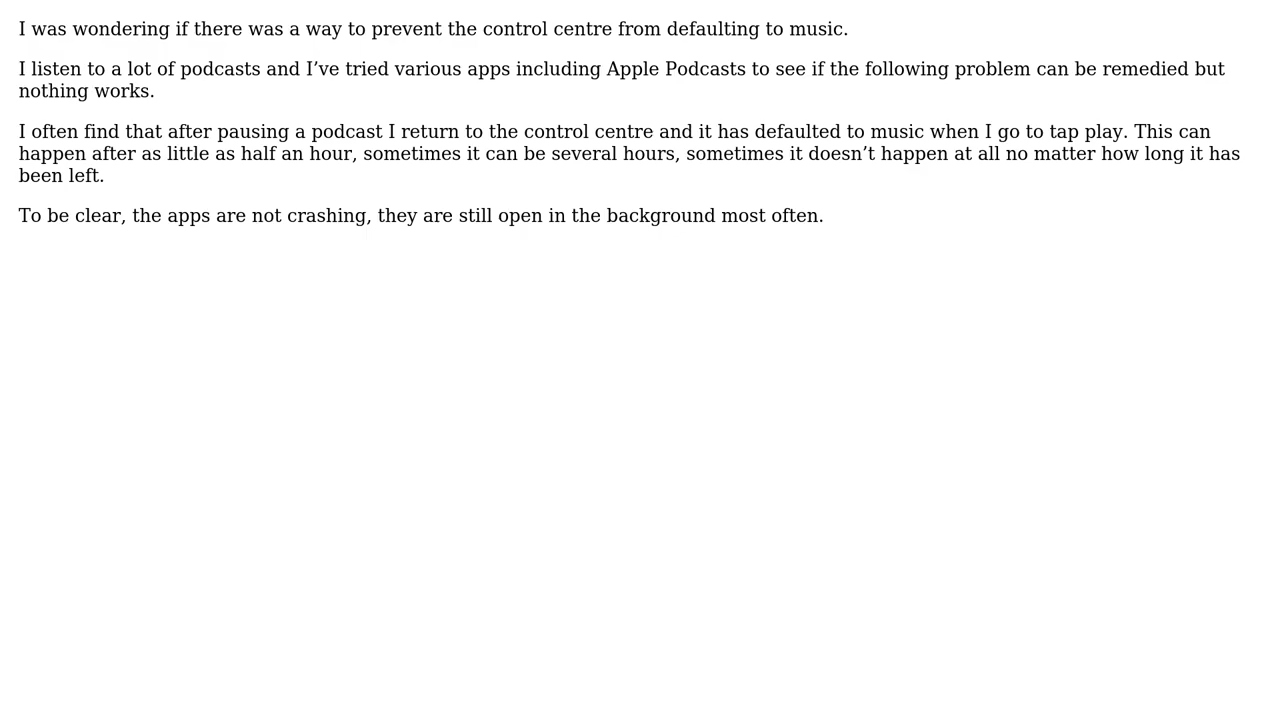 I was wondering if there was a way to prevent the control centre from defaulting to music.
I listen to a lot of podcasts and I’ve tried various apps including Apple Podcasts to see if the following problem can be remedied but
nothing works.
I often find that after pausing a podcast I return to the control centre and it has defaulted to music when I go to tap play. This can
happen after as little as half an hour, sometimes it can be several hours, sometimes it doesn’t happen at all no matter how long it has
been left.
To be clear, the apps are not crashing, they are still open in the background most often.